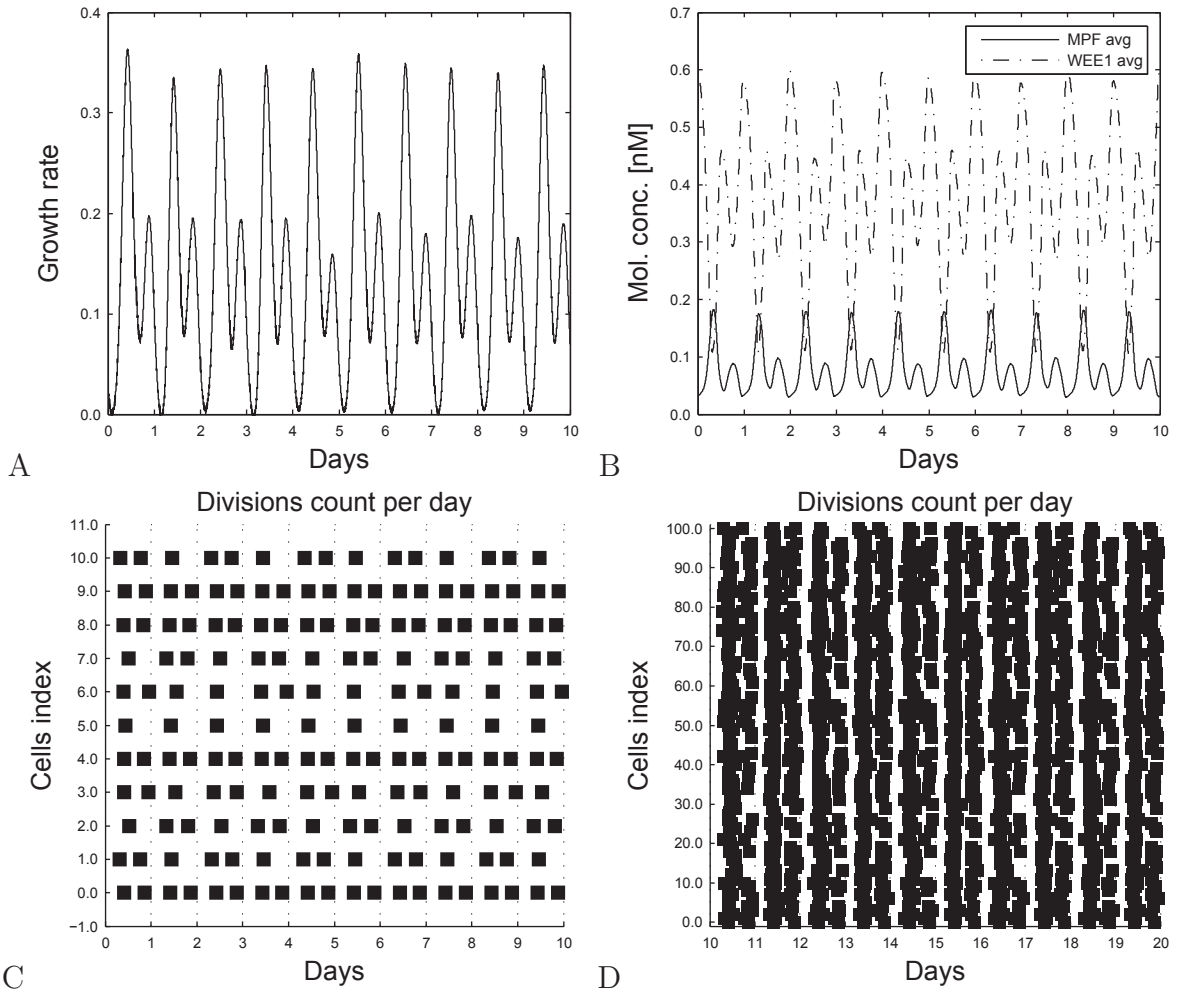 0.4
0.3
0.2
0.1
0.0
Growth rate
0 1 2 3 4 5 6 7 8 9 10
Days
A
0.7
0.6
0.5
0.4
0.3
0.2
0.1
0.0
Mol. conc. [nM]
MPF avg
WEE1 avg
0 1 2 3 4 5 6 7 8 9 10
Days
B
Divisions count per day
11.0
10.0
9.0
8.0
7.0
6.0
5.0
4.0
3.0
2.0
1.0
0.0
−1.0
Cells index
0 1 2 3 4 5 6 7 8 9 10
Days
C
Divisions count per day
100.0
90.0
80.0
70.0
60.0
50.0
40.0
30.0
20.0
10.0
0.0
Cells index
10 11 12 13 14 15 16 17 18 19 20
Days
D